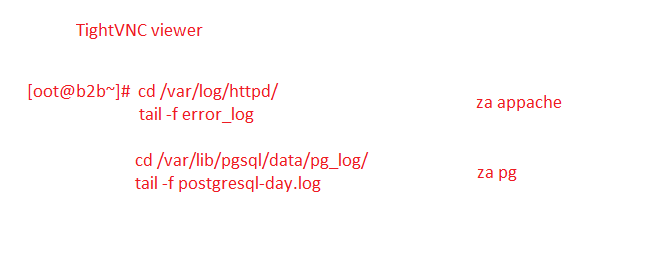 TightVNC viewer
[oot@b2b~]# cd /var/log/httpd/
tail -f error_log
za appache
cd /var/lib/pgsql/data/pg_log/
tail -f postgresql-day.log
za pg